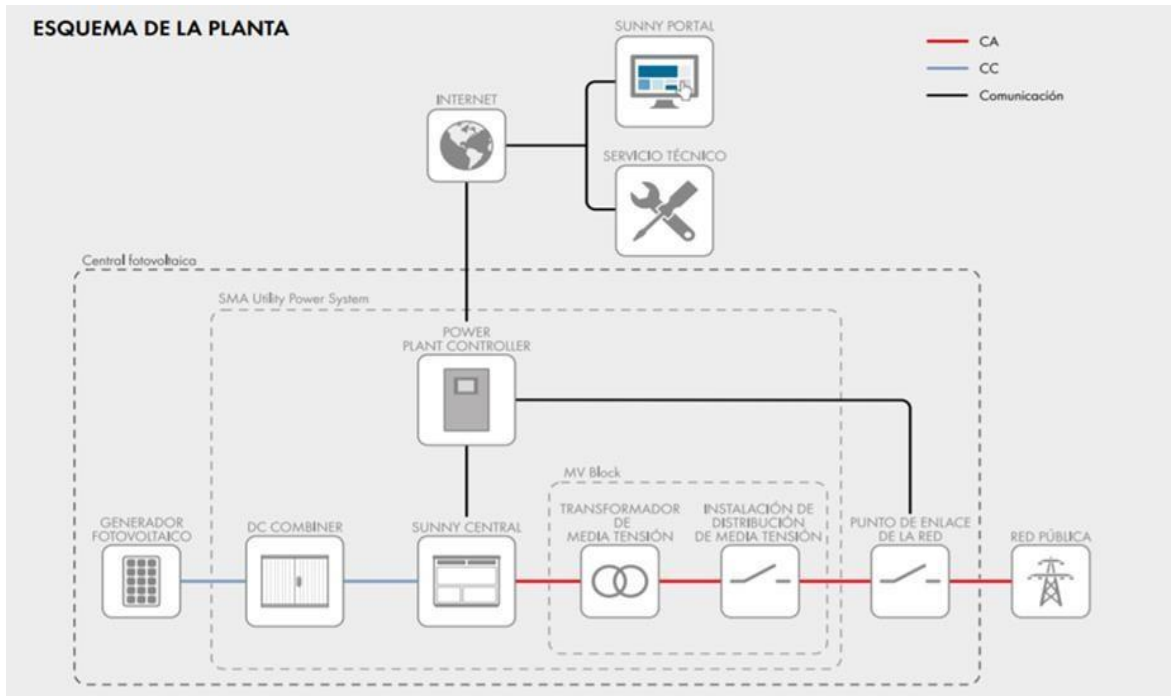 ESQUEMA DE LA PLANTA
SUNNY PORTAL
CA
CC
Comunicación
INTERNET
SERVICIO TÉCNICO
Central fotovoltaica
SMA Utility Power System
POWER
PLANT CONTROLLER
MV Block
GENERADOR
FOTOVOLTAICO
DC COMBINER
SUNNY CENTRAL
TRANSFORMADOR
DE
MEDIA TENSIÓN
INSTALACIÓN DE
DISTRIBUCIÓN
DE MEDIA TENSIÓN
PUNTO DE ENLACE
DE LA RED
RED PÚBLICA